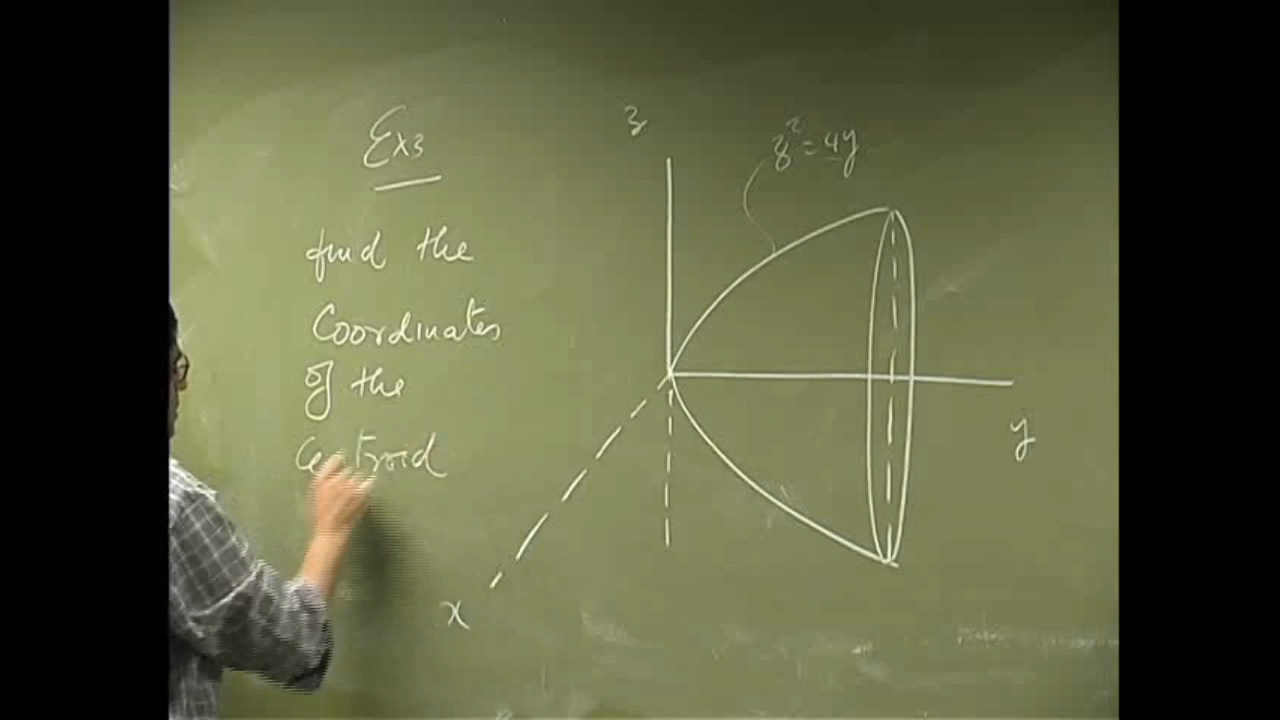 Ex3
find the
Coordinates
of the
Centroid
z
z² = 4y
y
x